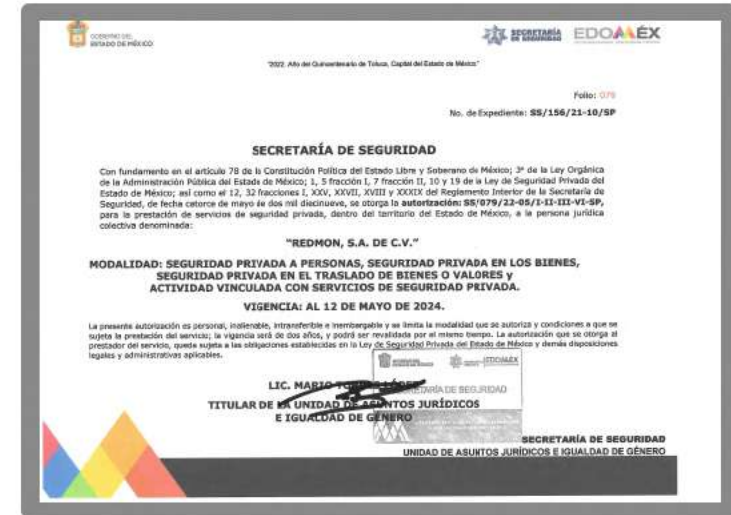 GOBIERNO DEL
ESTADO DE MÉXICO
SECRETARÍA
DE SEGURIDAD
EDOMÉX
"2022. Año del Quincentenario de Toluca, Capital del Estado de México"
Folio: 079
No. de Expediente: SS/156/21-10/SP
SECRETARÍA DE SEGURIDAD
Con fundamento en el artículo 78 de la Constitución Política del Estado Libre y Soberano de México; 3° de la Ley Orgánica
de la Administración Pública del Estado de México; 1, 5 fracción I, 7 fracción II, 10 y 19 de la Ley de Seguridad Privada del
Estado de México; así como el 12, 32 fracciones I, XXV, XXVII, XVIII y XXXIX del Reglamento Interior de la Secretaría de
Seguridad, de fecha catorce de mayo de dos mil diecinueve, se otorga la autorización: SS/079/22-05/I-II-III-VI-SP,
para la prestación de servicios de seguridad privada, dentro del territorio del Estado de México, a la persona jurídica
colectiva denominada:
"REDMON, S.A. DE C.V."
MODALIDAD: SEGURIDAD PRIVADA A PERSONAS, SEGURIDAD PRIVADA EN LOS BIENES,
SEGURIDAD PRIVADA EN EL TRASLADO DE BIENES O VALORES y
ACTIVIDAD VINCULADA CON SERVICIOS DE SEGURIDAD PRIVADA.
VIGENCIA: AL 12 DE MAYO DE 2024.
La presente autorización es personal, inalienable, intransferible e inembargable y se limita la modalidad que se autoriza y condiciones a que se
sujeta la prestación del servicio; la vigencia será de dos años, y podrá ser revalidada por el mismo tiempo. La autorización que se otorga al
prestador del servicio, queda sujeta a las obligaciones establecidas en la Ley de Seguridad Privada del Estado de México y demás disposiciones
legales y administrativas aplicables.
EDOMÉX
SECRETARÍA DE SEGURIDAD
LIC. MARIO
TITULAR DE LA UNIDAD DE ASUNTOS JURÍDICOS
E IGUALDAD DE GÉNERO
SECRETARÍA DE SEGURIDAD
UNIDAD DE ASUNTOS JURÍDICOS E IGUALDAD DE GÉNERO